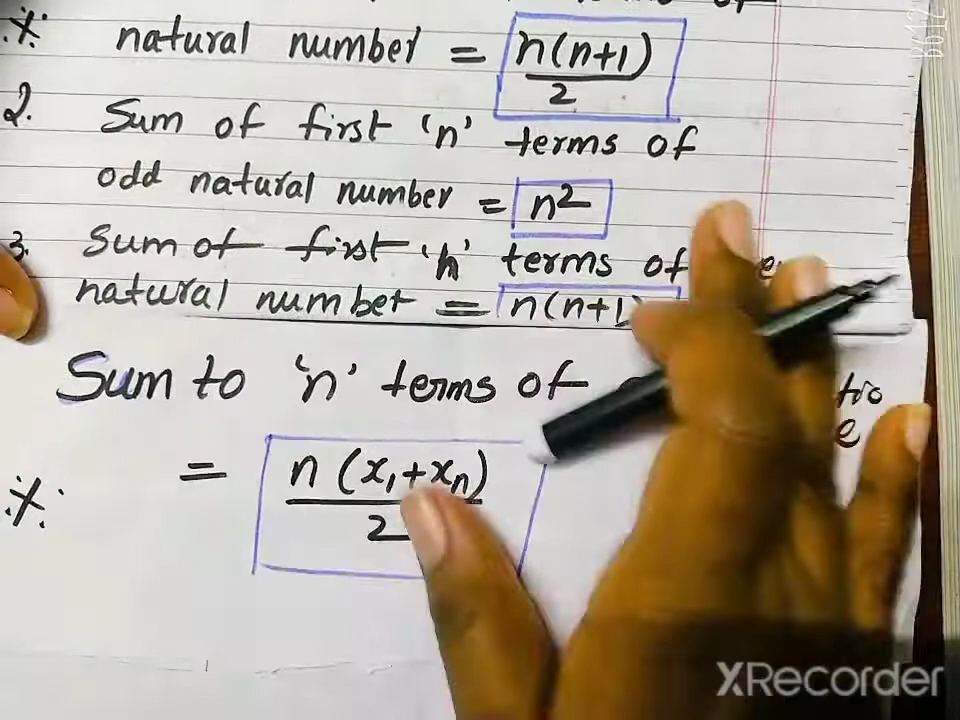 natural number = n(n+1)/2
2. Sum of first 'n' terms of
odd natural number = n²
3. Sum of first 'n' terms of
natural number = n(n+1)
Sum to 'n' terms of
= n(x₁+xₙ)/2
XRecorder